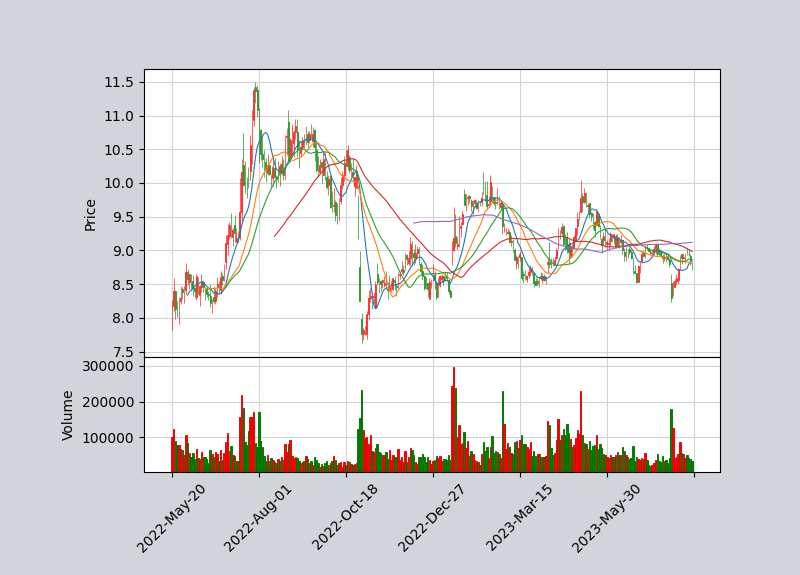 11.5
11.0
10.5
10.0
9.5
9.0
8.5
8.0
7.5
Price
300000
200000
100000
Volume
2022-May-20
2022-Aug-01
2022-Oct-18
2022-Dec-27
2023-Mar-15
2023-May-30